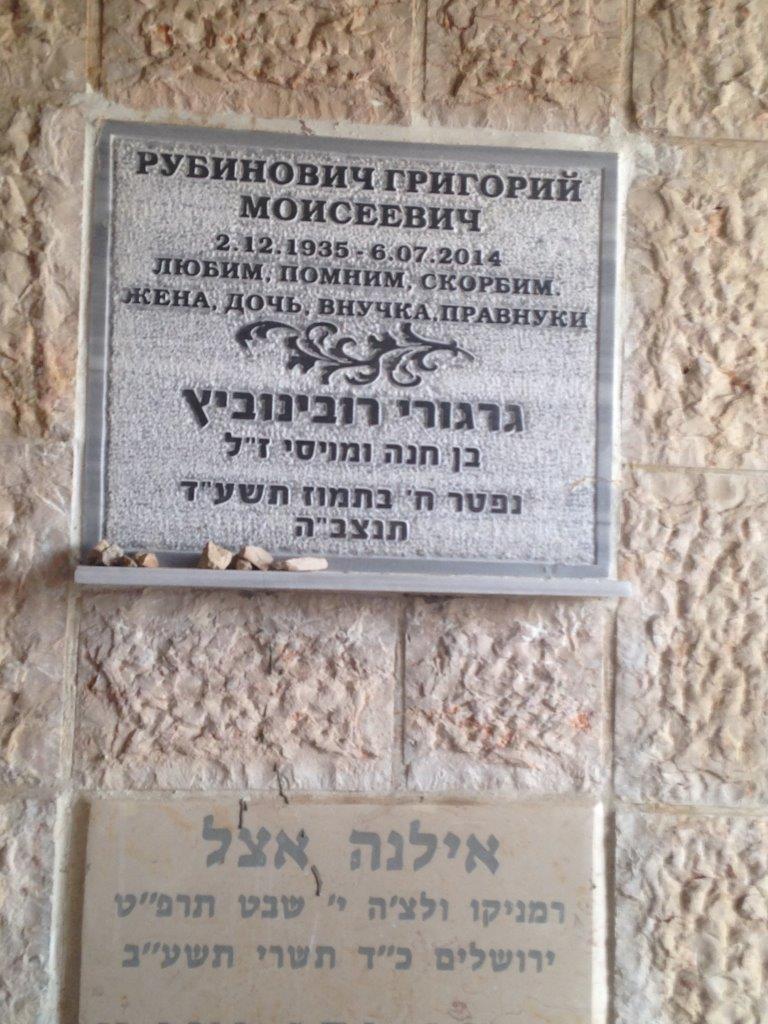 РУБИНОВИЧ ГРИГОРИЙ
МОИСЕЕВИЧ
2.12.1935 - 6.07.2014
ЛЮБИМ, ПОМНИМ, СКОРБИМ.
ЖЕНА, ДОЧЬ, ВНУЧКА, ПРАВНУКИ
גרגורי רובינוביץ
בן חנה ומויסי ז"ל
נפטר ח' בתמוז תשע"ד
תנצב"ה
אילנה אצל
רמניקו ולצ'ה י' שבט תרפ"ט
ירושלים כ"ד תשרי תשע"ב